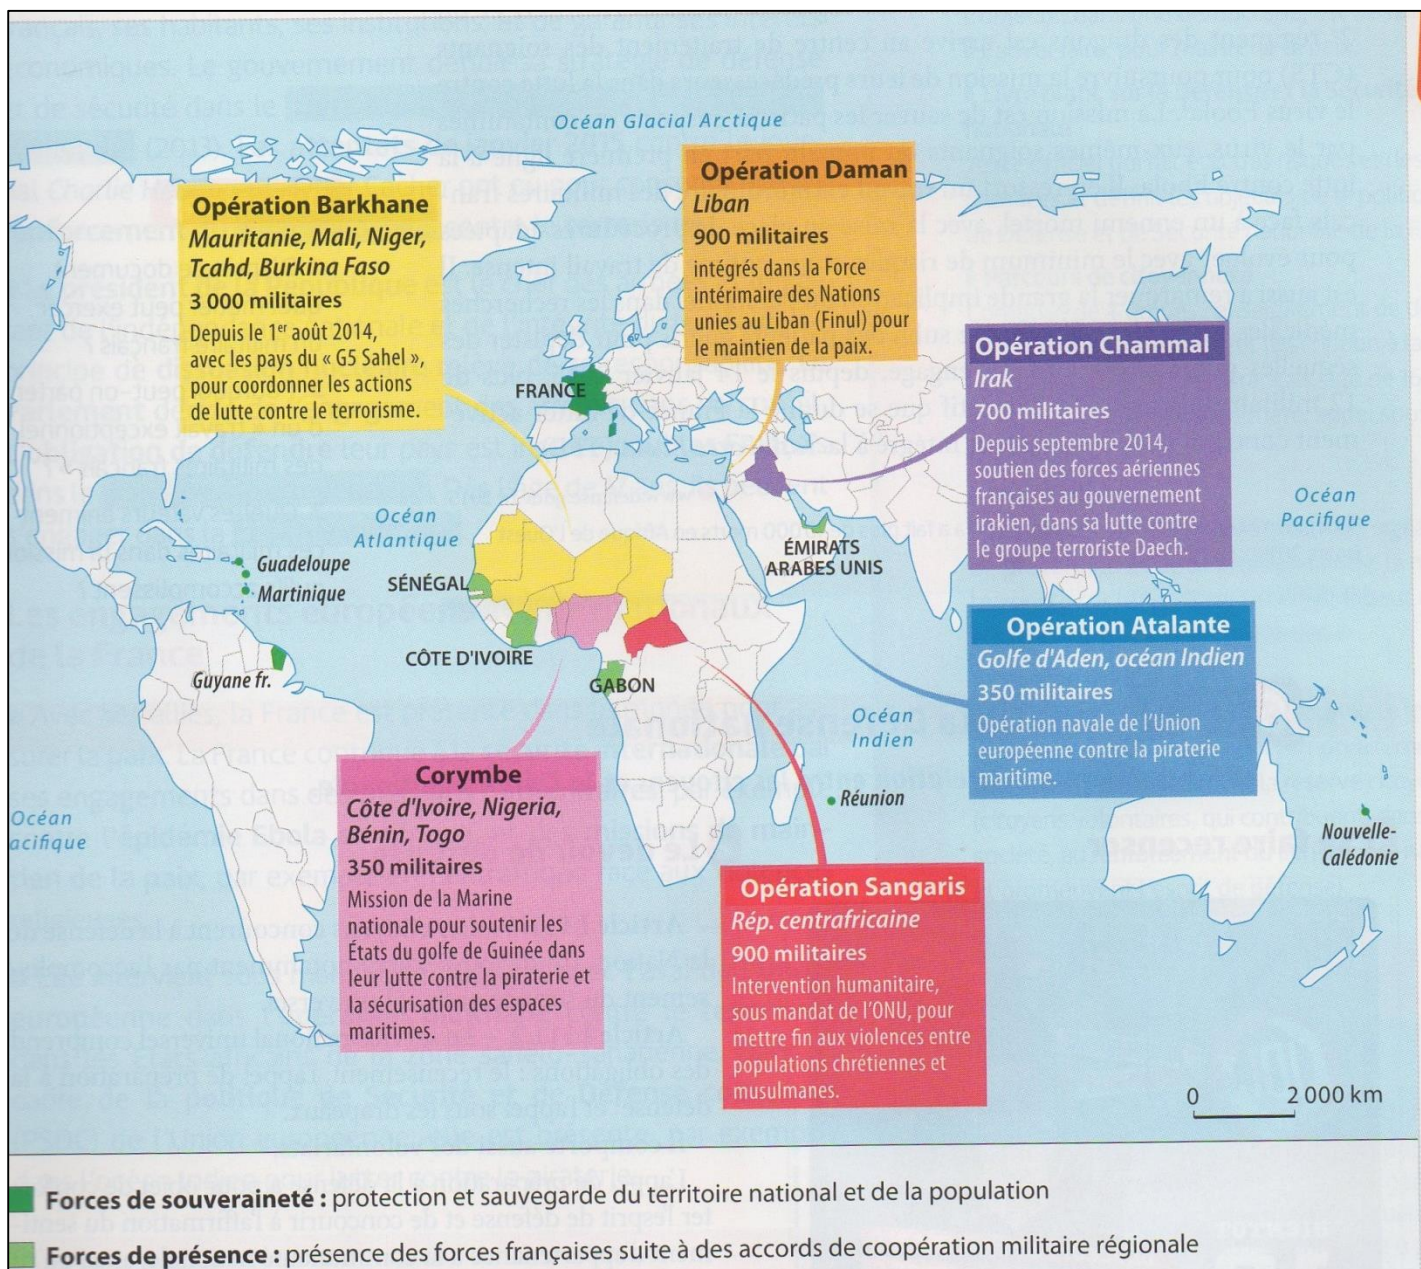 Océan Glacial Arctique
Opération Barkhane
Mauritanie, Mali, Niger,
Tcahd, Burkina Faso
3 000 militaires
Depuis le 1er août 2014,
avec les pays du « G5 Sahel »,
pour coordonner les actions
de lutte contre le terrorisme.
Opération Daman
Liban
900 militaires
intégrés dans la Force
intérimaire des Nations
unies au Liban (Finul) pour
le maintien de la paix.
Opération Chammal
Irak
700 militaires
Depuis septembre 2014,
soutien des forces aériennes
françaises au gouvernement
irakien, dans sa lutte contre
le groupe terroriste Daech.
FRANCE
Océan
Atlantique
Océan
Pacifique
Guadeloupe
Martinique
SÉNÉGAL
ÉMIRATS
ARABES UNIS
CÔTE D'IVOIRE
GABON
Guyane fr.
Opération Atalante
Golfe d'Aden, océan Indien
350 militaires
Opération navale de l'Union
européenne contre la piraterie
maritime.
Océan
Indien
Réunion
Océan
acifique
Nouvelle-
Calédonie
Corymbe
Côte d'Ivoire, Nigeria,
Bénin, Togo
350 militaires
Mission de la Marine
nationale pour soutenir les
États du golfe de Guinée dans
leur lutte contre la piraterie et
la sécurisation des espaces
maritimes.
Opération Sangaris
Rép. centrafricaine
900 militaires
Intervention humanitaire,
sous mandat de l'ONU, pour
mettre fin aux violences entre
populations chrétiennes et
musulmanes.
0 2 000 km
Forces de souveraineté : protection et sauvegarde du territoire national et de la population
Forces de présence : présence des forces françaises suite à des accords de coopération militaire régionale